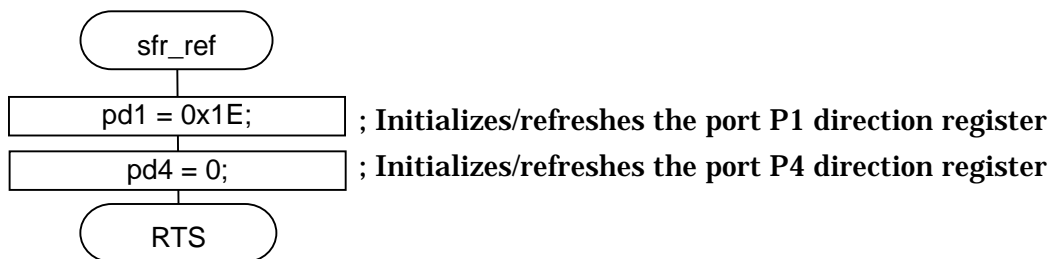 sfr_ref
pd1 = 0x1E; ; Initializes/refreshes the port P1 direction register
pd4 = 0; ; Initializes/refreshes the port P4 direction register
RTS